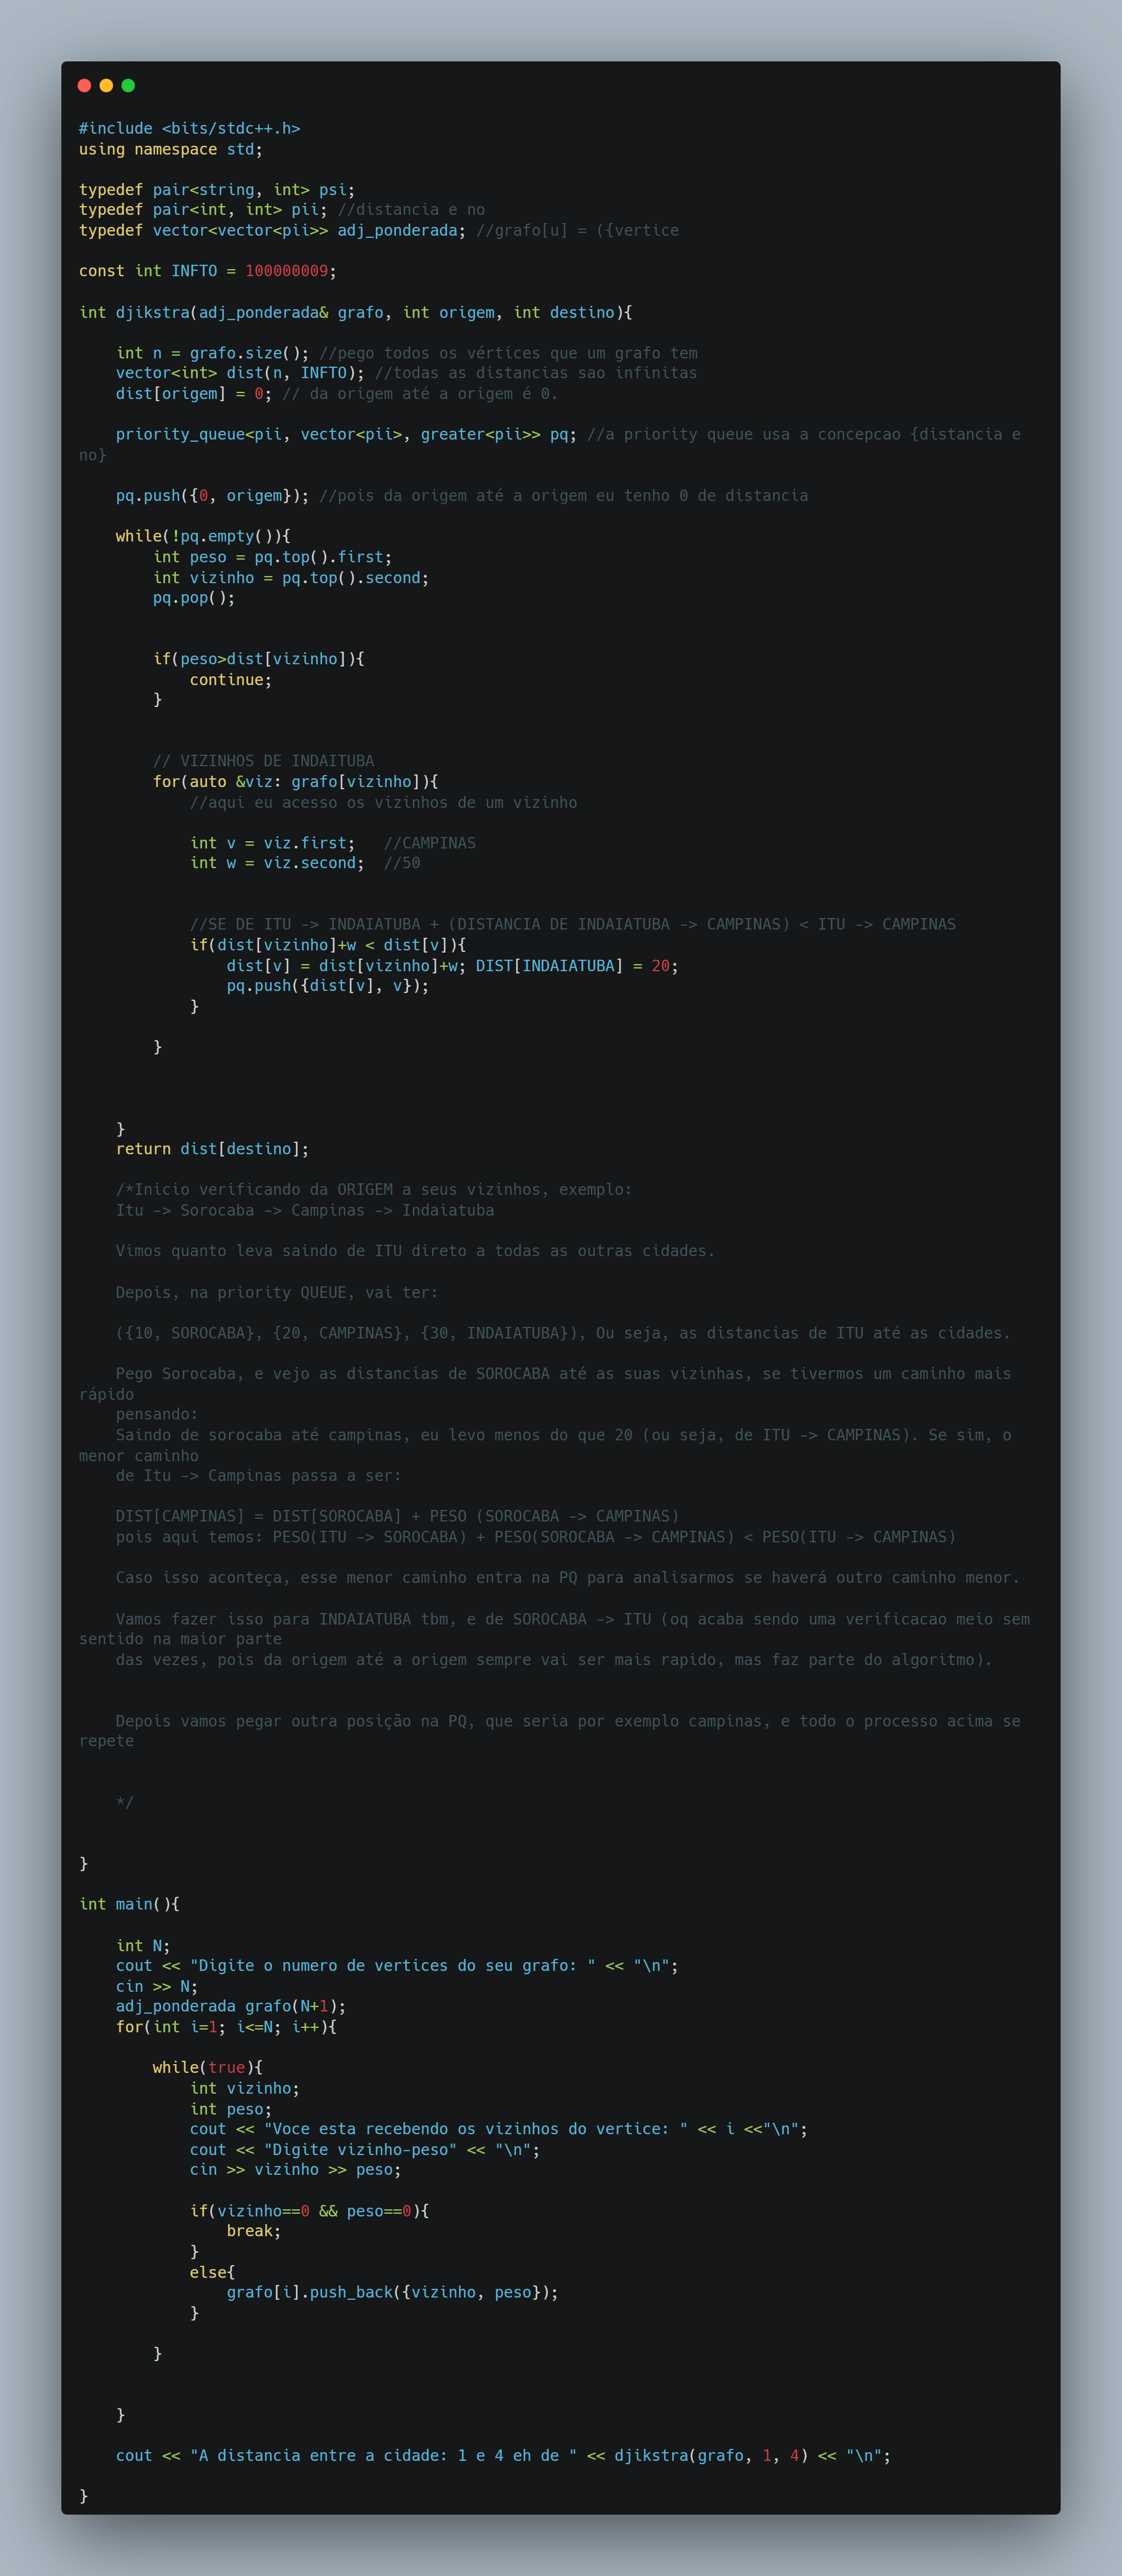 #include <bits/stdc++.h>
using namespace std;
typedef pair<string, int> psi;
typedef pair<int, int> pii; //distancia e no
typedef vector<vector<pii>> adj_ponderada; //grafo[u] = ({vertice
const int INFTO = 100000009;
int djikstra(adj_ponderada& grafo, int origem, int destino){
int n = grafo.size(); //pego todos os vértices que um grafo tem
vector<int> dist(n, INFTO); //todas as distancias sao infinitas
dist[origem] = 0; // da origem até a origem é 0.
priority_queue<pii, vector<pii>, greater<pii>> pq; //a priority queue usa a concepcao {distancia e
no}
pq.push({0, origem}); //pois da origem até a origem eu tenho 0 de distancia
while(!pq.empty()){
int peso = pq.top().first;
int vizinho = pq.top().second;
pq.pop();
if(peso>dist[vizinho]){
continue;
}
// VIZINHOS DE INDAITUBA
for(auto &viz: grafo[vizinho]){
//aqui eu acesso os vizinhos de um vizinho
int v = viz.first;   //CAMPINAS
int w = viz.second;  //50
//SE DE ITU -> INDAIATUBA + (DISTANCIA DE INDAIATUBA -> CAMPINAS) < ITU -> CAMPINAS
if(dist[vizinho]+w < dist[v]){
dist[v] = dist[vizinho]+w; DIST[INDAIATUBA] = 20;
pq.push({dist[v], v});
}
}
}
return dist[destino];
/*Inicio verificando da ORIGEM a seus vizinhos, exemplo:
Itu -> Sorocaba -> Campinas -> Indaiatuba
Vimos quanto leva saindo de ITU direto a todas as outras cidades.
Depois, na priority QUEUE, vai ter:
({10, SOROCABA}, {20, CAMPINAS}, {30, INDAIATUBA}), Ou seja, as distancias de ITU até as cidades.
Pego Sorocaba, e vejo as distancias de SOROCABA até as suas vizinhas, se tivermos um caminho mais
rápido
pensando:
Saindo de sorocaba até campinas, eu levo menos do que 20 (ou seja, de ITU -> CAMPINAS). Se sim, o
menor caminho
de Itu -> Campinas passa a ser:
DIST[CAMPINAS] = DIST[SOROCABA] + PESO (SOROCABA -> CAMPINAS)
pois aqui temos: PESO(ITU -> SOROCABA) + PESO(SOROCABA -> CAMPINAS) < PESO(ITU -> CAMPINAS)
Caso isso aconteça, esse menor caminho entra na PQ para analisarmos se haverá outro caminho menor.
Vamos fazer isso para INDAIATUBA tbm, e de SOROCABA -> ITU (oq acaba sendo uma verificacao meio sem
sentido na maior parte
das vezes, pois da origem até a origem sempre vai ser mais rapido, mas faz parte do algoritmo).
Depois vamos pegar outra posição na PQ, que seria por exemplo campinas, e todo o processo acima se
repete
*/
}
int main(){
int N;
cout << "Digite o numero de vertices do seu grafo: " << "\n";
cin >> N;
adj_ponderada grafo(N+1);
for(int i=1; i<=N; i++){
while(true){
int vizinho;
int peso;
cout << "Voce esta recebendo os vizinhos do vertice: " << i <<"\n";
cout << "Digite vizinho-peso" << "\n";
cin >> vizinho >> peso;
if(vizinho==0 && peso==0){
break;
}
else{
grafo[i].push_back({vizinho, peso});
}
}
}
cout << "A distancia entre a cidade: 1 e 4 eh de " << djikstra(grafo, 1, 4) << "\n";
}